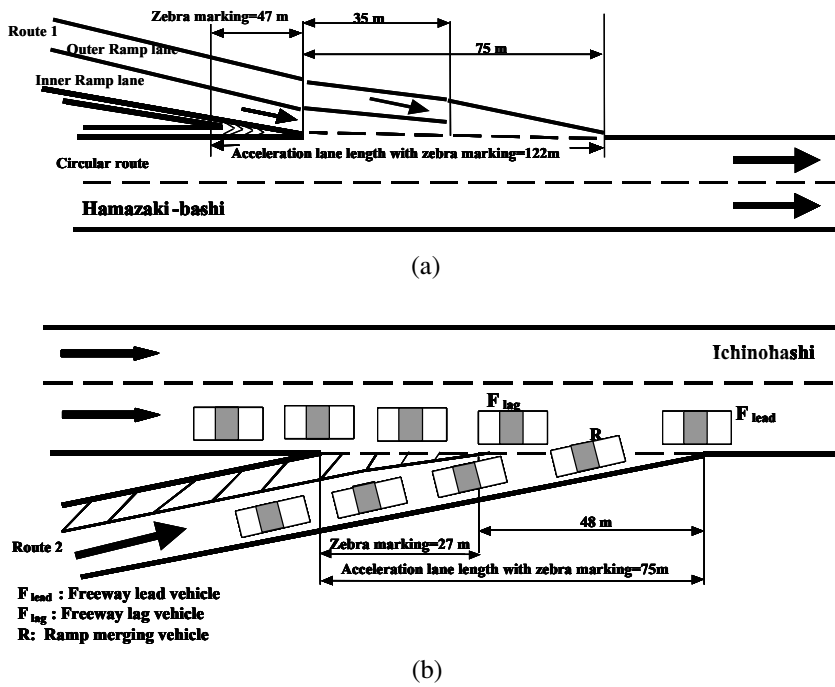 Zebra marking=47 m
35 m
Route 1
Outer Ramp lane
75 m
Inner Ramp lane
Acceleration lane length with zebra marking=122m
Circular route
Hamazaki-bashi
(a)
Ichinohashi
F lag
F lead
R
48 m
Route 2
Zebra marking=27 m
Acceleration lane length with zebra marking=75m
F lead : Freeway lead vehicle
F lag : Freeway lag vehicle
R: Ramp merging vehicle
(b)